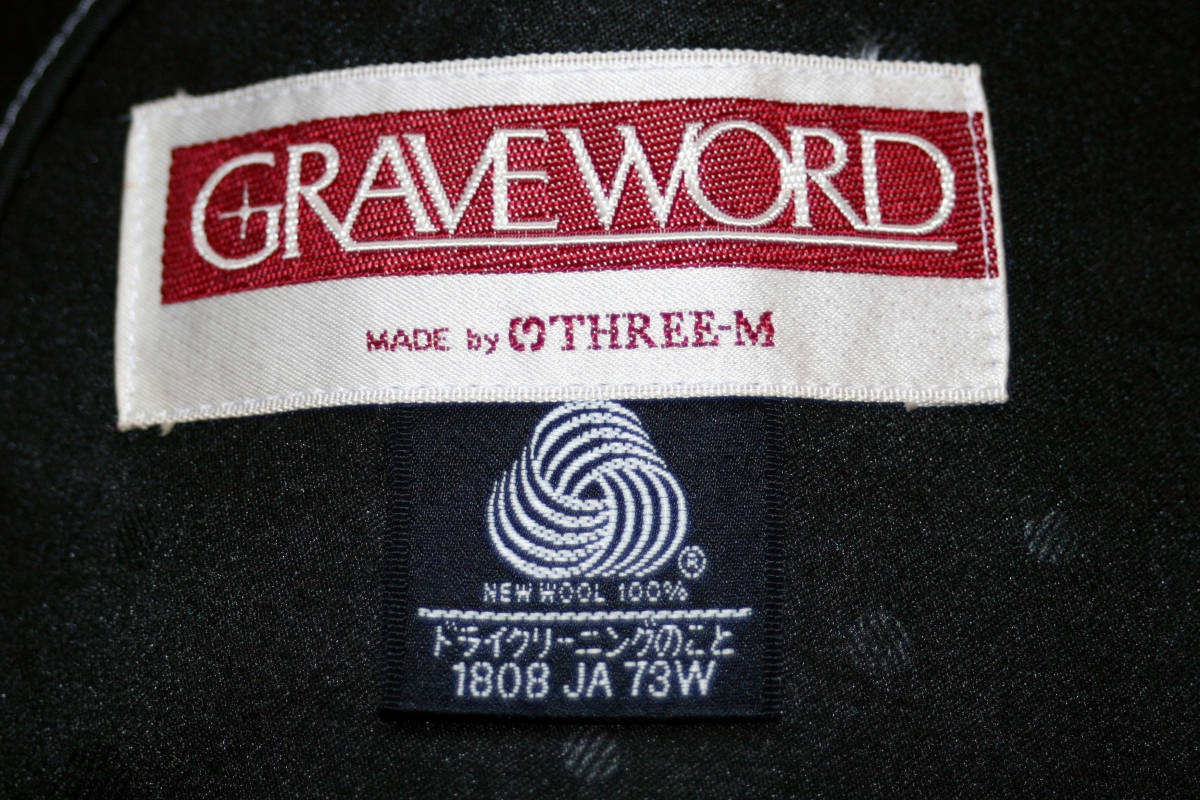 GRAVE WORD
MADE by THREE-M
®
NEW WOOL 100%
ドライクリーニングのこと
1808 JA 73W